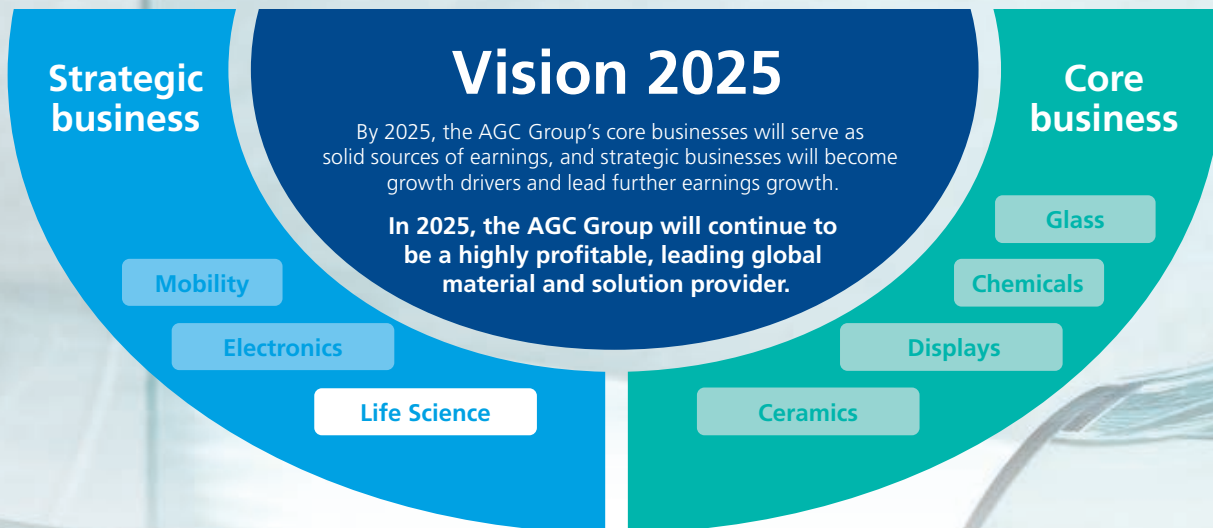 Strategic
business
Vision 2025
By 2025, the AGC Group’s core businesses will serve as
solid sources of earnings, and strategic businesses will become
growth drivers and lead further earnings growth.
In 2025, the AGC Group will continue to
be a highly profitable, leading global
material and solution provider.
Core
business
Mobility
Electronics
Life Science
Glass
Chemicals
Displays
Ceramics